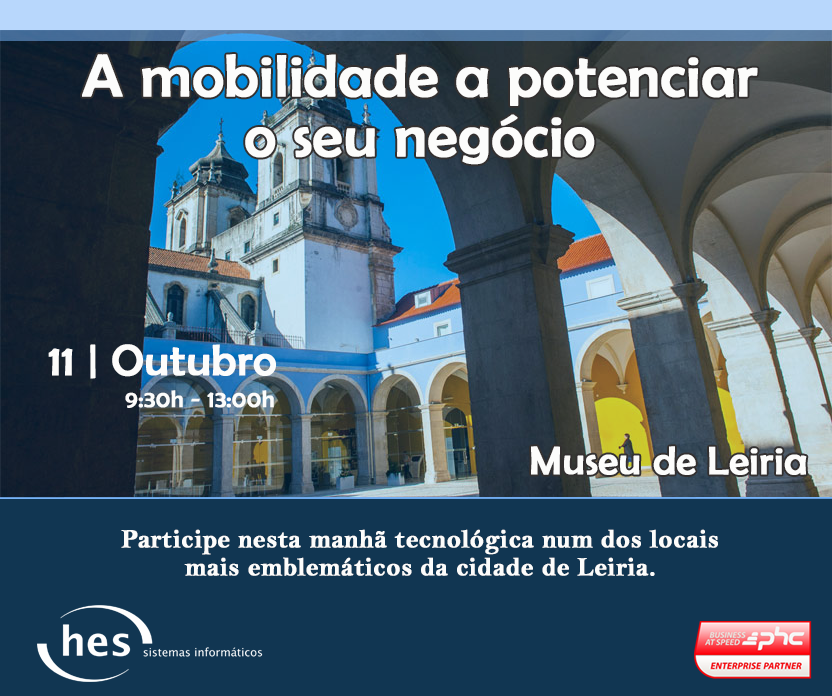 A mobilidade a potenciar
o seu negócio
11 | Outubro
9:30h - 13:00h
Museu de Leiria
Participe nesta manhã tecnológica num dos locais
mais emblemáticos da cidade de Leiria.
hes
sistemas informáticos
BUSINESS
AT SPEED
phc
ENTERPRISE PARTNER